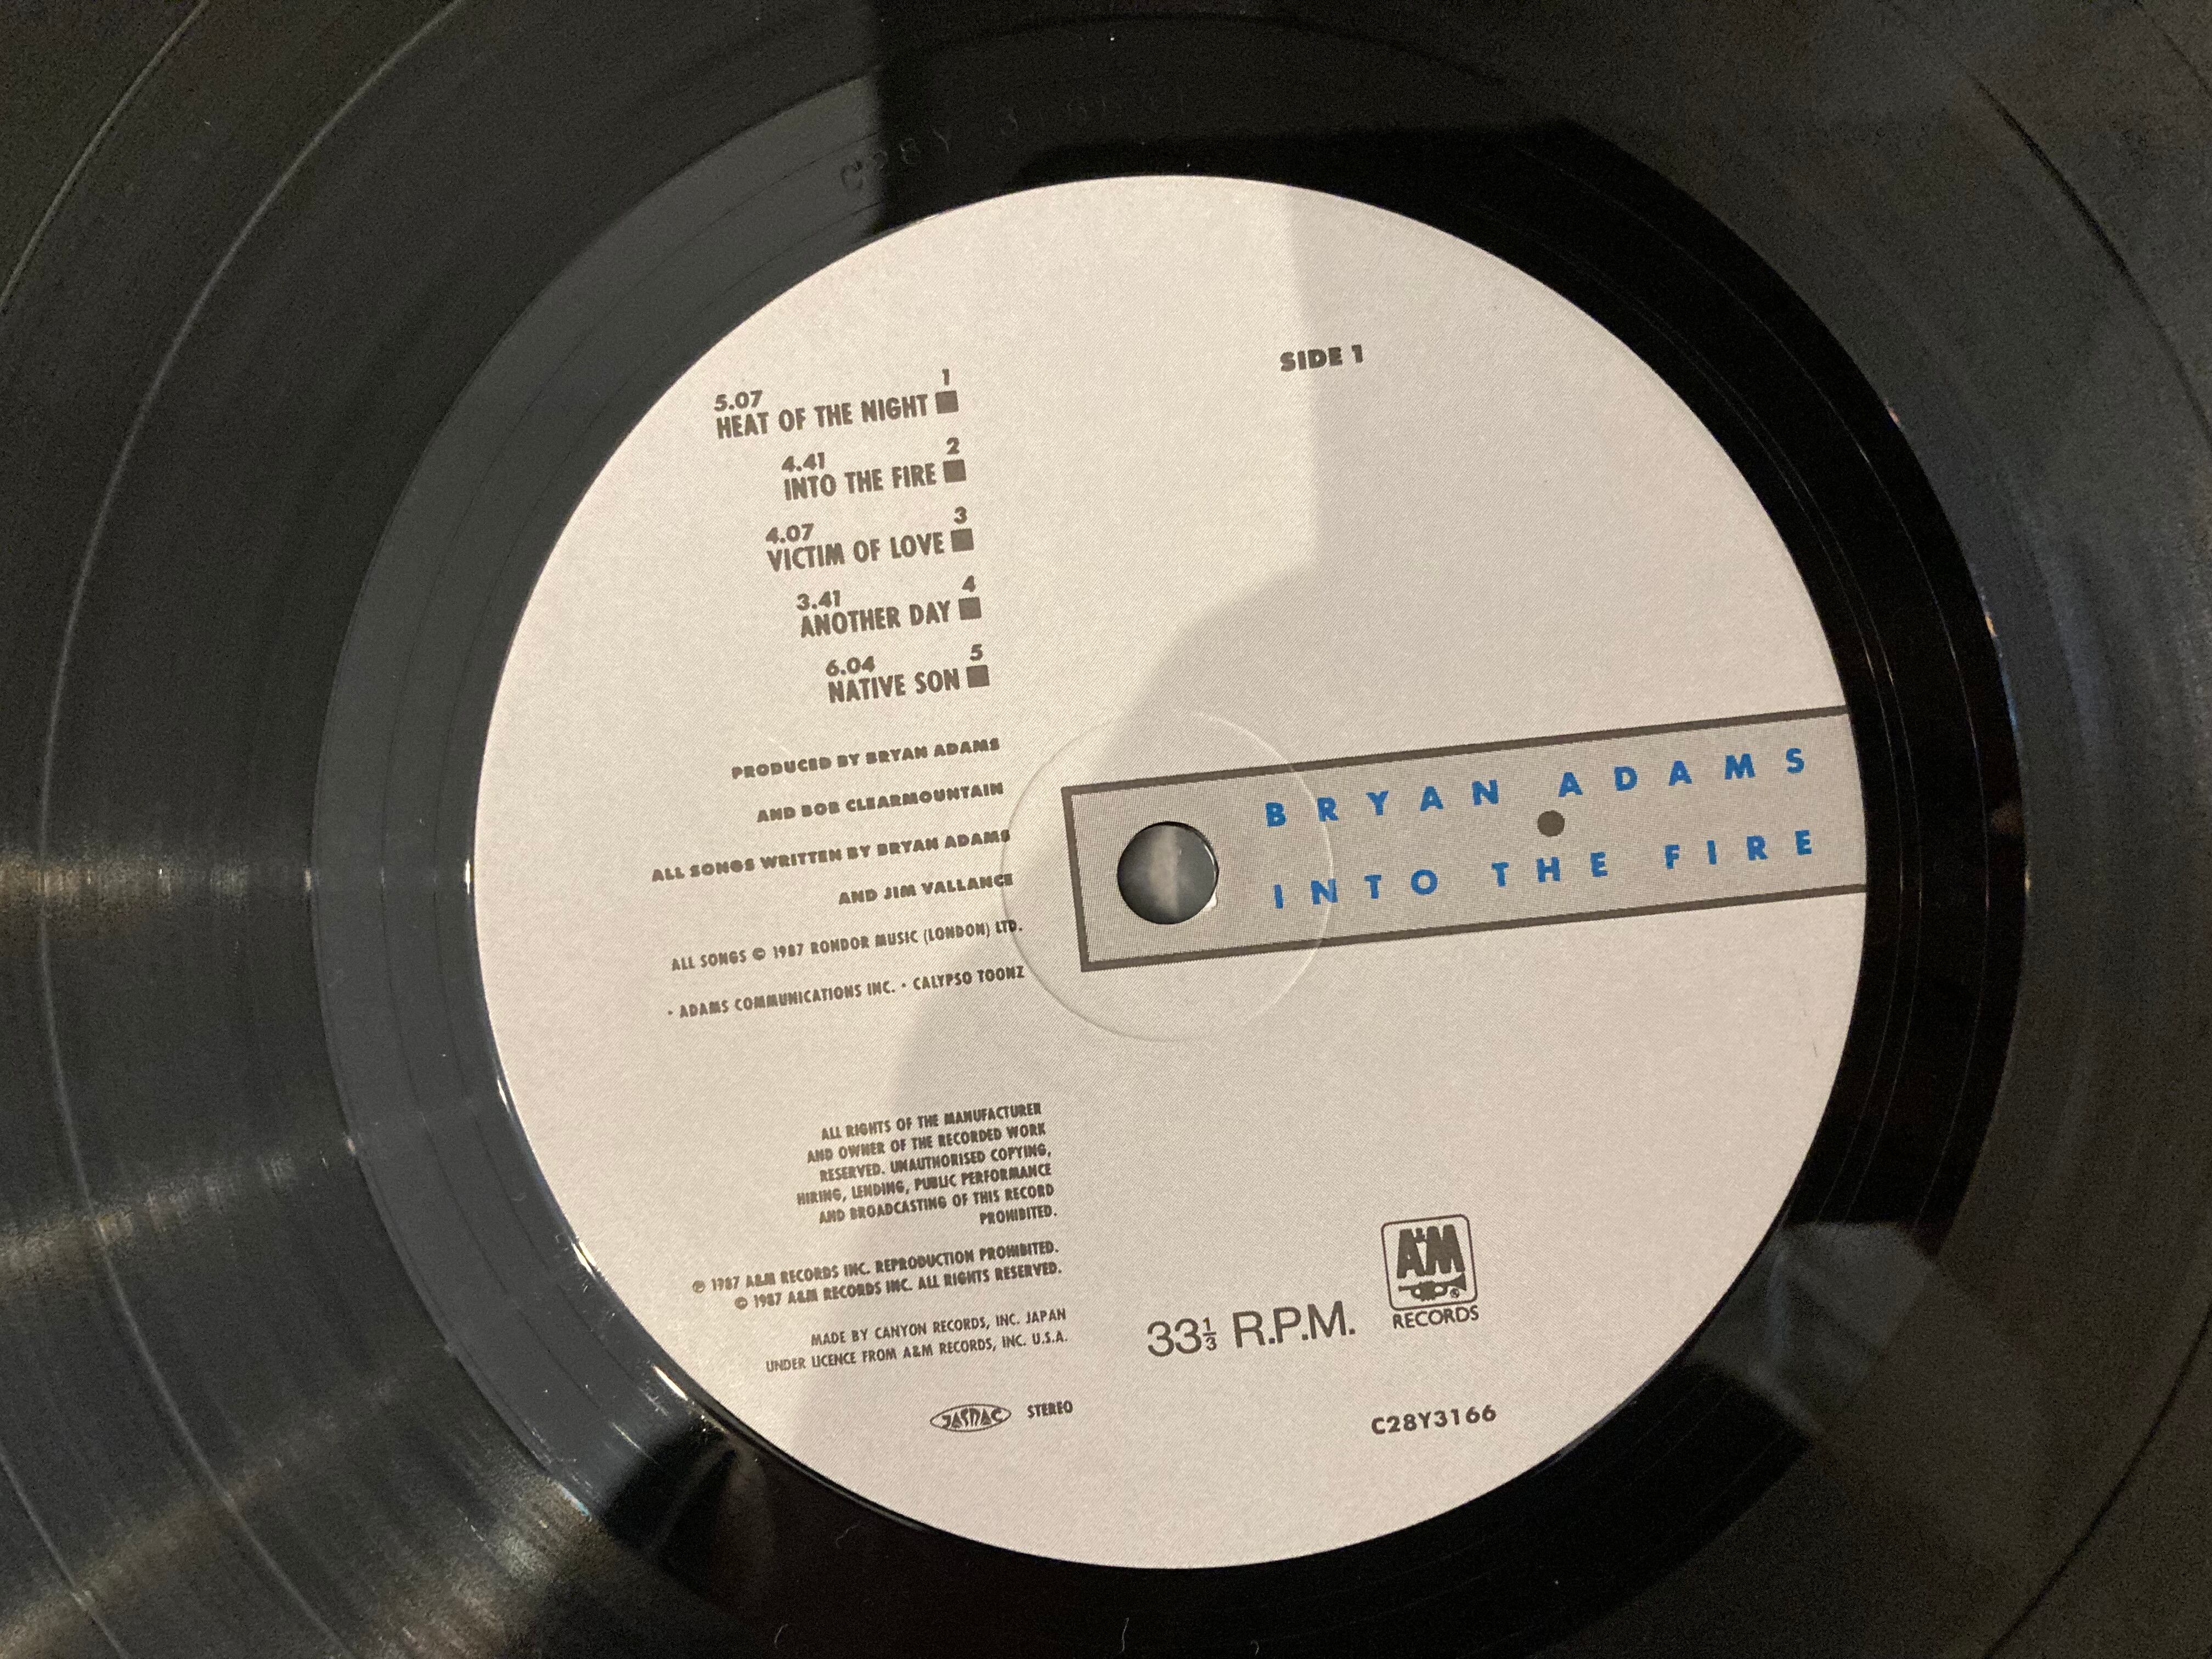 SIDE 1
5.07 1
HEAT OF THE NIGHT
4.41 2
INTO THE FIRE
4.07 3
VICTIM OF LOVE
3.41 4
ANOTHER DAY
6.04 5
NATIVE SON
PRODUCED BY BRYAN ADAMS
AND BOB CLEARMOUNTAIN
ALL SONGS WRITTEN BY BRYAN ADAMS
AND JIM VALLANCE
ALL SONGS © 1987 RONDOR MUSIC (LONDON) LTD.
· ADAMS COMMUNICATIONS INC. · CALYPSO TOONZ
BRYAN ADAMS
INTO THE FIRE
ALL RIGHTS OF THE MANUFACTURER
AND OWNER OF THE RECORDED WORK
RESERVED. UNAUTHORISED COPYING,
HIRING, LENDING, PUBLIC PERFORMANCE
AND BROADCASTING OF THIS RECORD
PROHIBITED.
℗ 1987 A&M RECORDS INC. REPRODUCTION PROHIBITED.
© 1987 A&M RECORDS INC. ALL RIGHTS RESERVED.
MADE BY CANYON RECORDS, INC. JAPAN
UNDER LICENCE FROM A&M RECORDS, INC. U.S.A.
JASRAC STEREO
33⅓ R.P.M.
A&M
®
RECORDS
C28Y3166